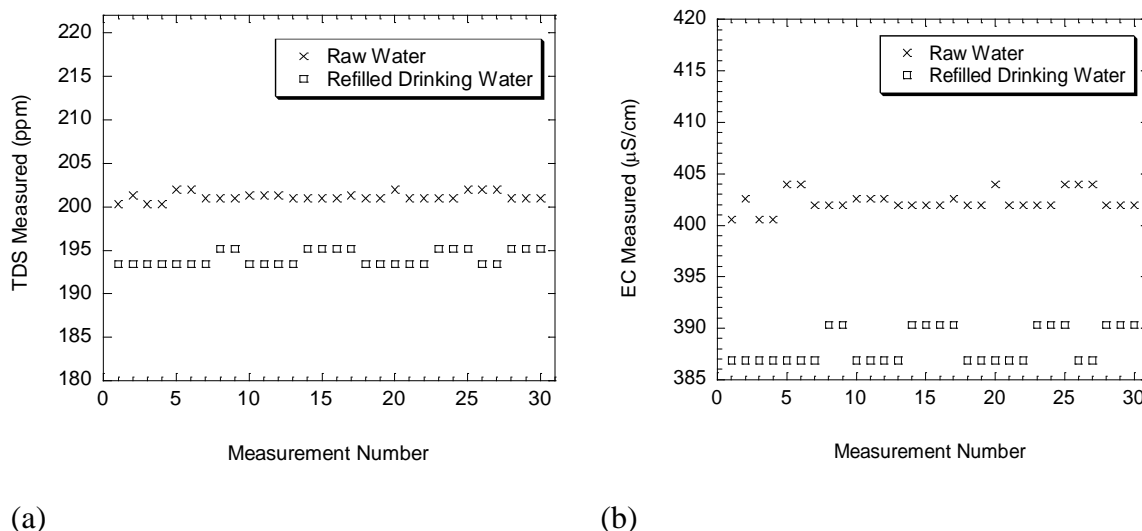 TDS Measured (ppm)
220
215
210
205
200
195
190
185
180
0 5 10 15 20 25 30
Measurement Number
Raw Water
Refilled Drinking Water
(a)
EC Measured (μS/cm)
420
415
410
405
400
395
390
385
0 5 10 15 20 25 30
Measurement Number
Raw Water
Refilled Drinking Water
(b)